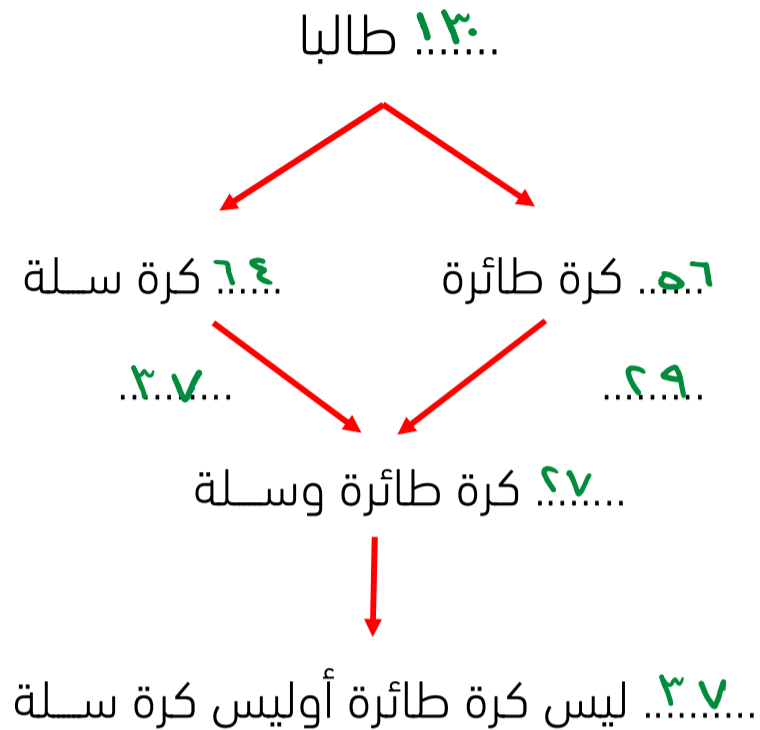 ١٣٠ طالبا
٥٦ كرة طائرة
٦٤ كرة سلة
٢٩
٣٧
٢٧ كرة طائرة وسلة
٣٧ ليس كرة طائرة أوليس كرة سلة